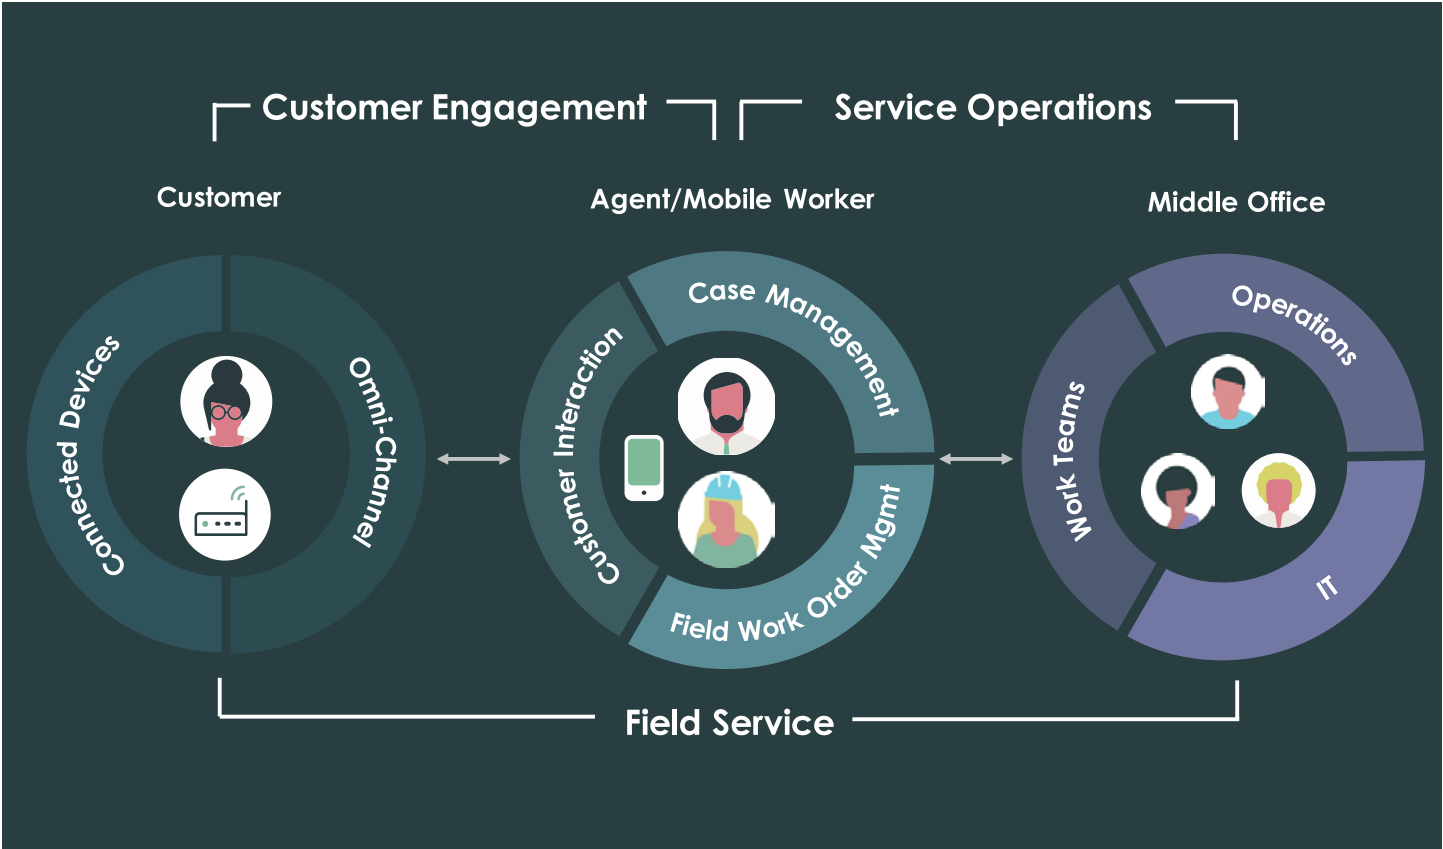 Customer Engagement
Service Operations
Customer
Agent/Mobile Worker
Middle Office
Connected Devices
Omni-Channel
Customer Interaction
Case Management
Field Work Order Mgmt
Work Teams
Operations
IT
Field Service